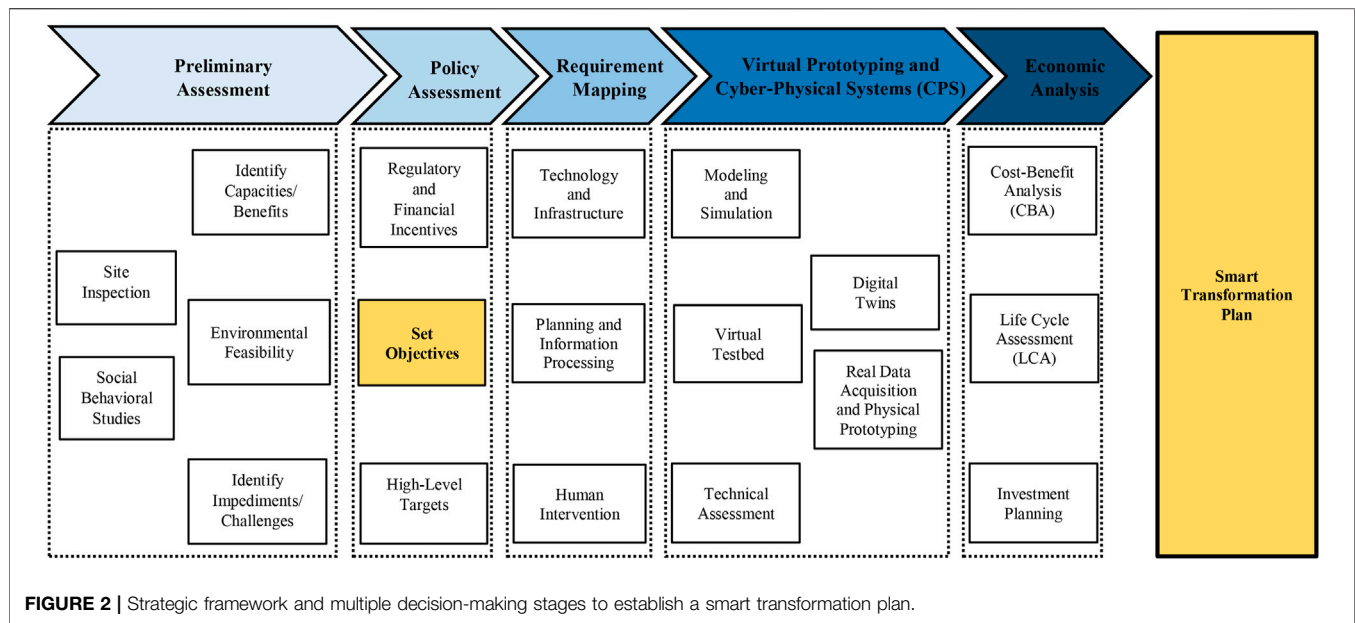 Preliminary
Assessment
Policy
Assessment
Requirement
Mapping
Virtual Prototyping and
Cyber-Physical Systems (CPS)
Economic
Analysis
Identify
Capacities/
Benefits
Site
Inspection
Environmental
Feasibility
Social
Behavioral
Studies
Identify
Impediments/
Challenges
Regulatory
and
Financial
Incentives
Set
Objectives
High-Level
Targets
Technology
and
Infrastructure
Planning and
Information
Processing
Human
Intervention
Modeling
and
Simulation
Digital
Twins
Virtual
Testbed
Real Data
Acquisition
and Physical
Prototyping
Technical
Assessment
Cost-Benefit
Analysis
(CBA)
Life Cycle
Assessment
(LCA)
Investment
Planning
Smart
Transformation
Plan
FIGURE 2 | Strategic framework and multiple decision-making stages to establish a smart transformation plan.